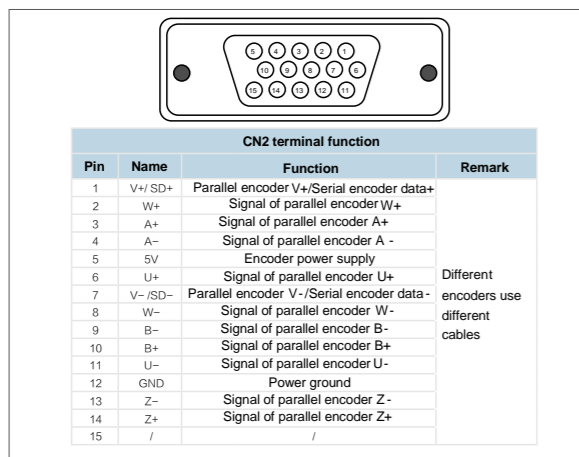 5 4 3 2 1
10 9 8 7 6
15 14 13 12 11
CN2 terminal function
Pin Name Function Remark
1 V+/ SD+ Parallel encoder V+/Serial encoder data+
2 W+ Signal of parallel encoder W+
3 A+ Signal of parallel encoder A+
4 A− Signal of parallel encoder A -
5 5V Encoder power supply
6 U+ Signal of parallel encoder U+
7 V− /SD− Parallel encoder V-/Serial encoder data-
8 W− Signal of parallel encoder W-
9 B− Signal of parallel encoder B-
10 B+ Signal of parallel encoder B+
11 U− Signal of parallel encoder U-
12 GND Power ground
13 Z− Signal of parallel encoder Z-
14 Z+ Signal of parallel encoder Z+
15 / /
Different
encoders use
different
cables